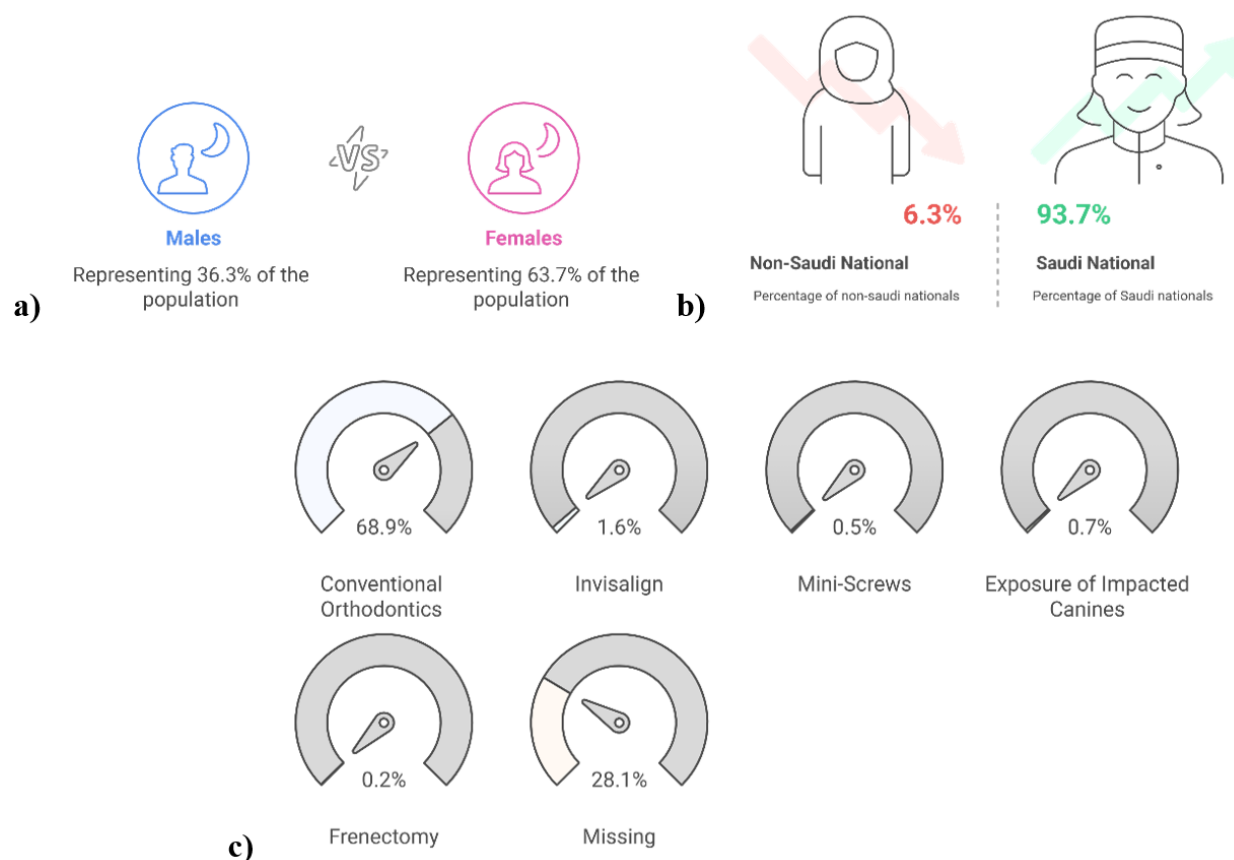 VS
Males
Females
Representing 36.3% of the
population
Representing 63.7% of the
population
a)
6.3%
93.7%
Non-Saudi National
Saudi National
Percentage of non-saudi nationals
Percentage of Saudi nationals
b)
68.9%
1.6%
0.5%
0.7%
Conventional
Orthodontics
Invisalign
Mini-Screws
Exposure of Impacted
Canines
0.2%
28.1%
Frenectomy
Missing
c)